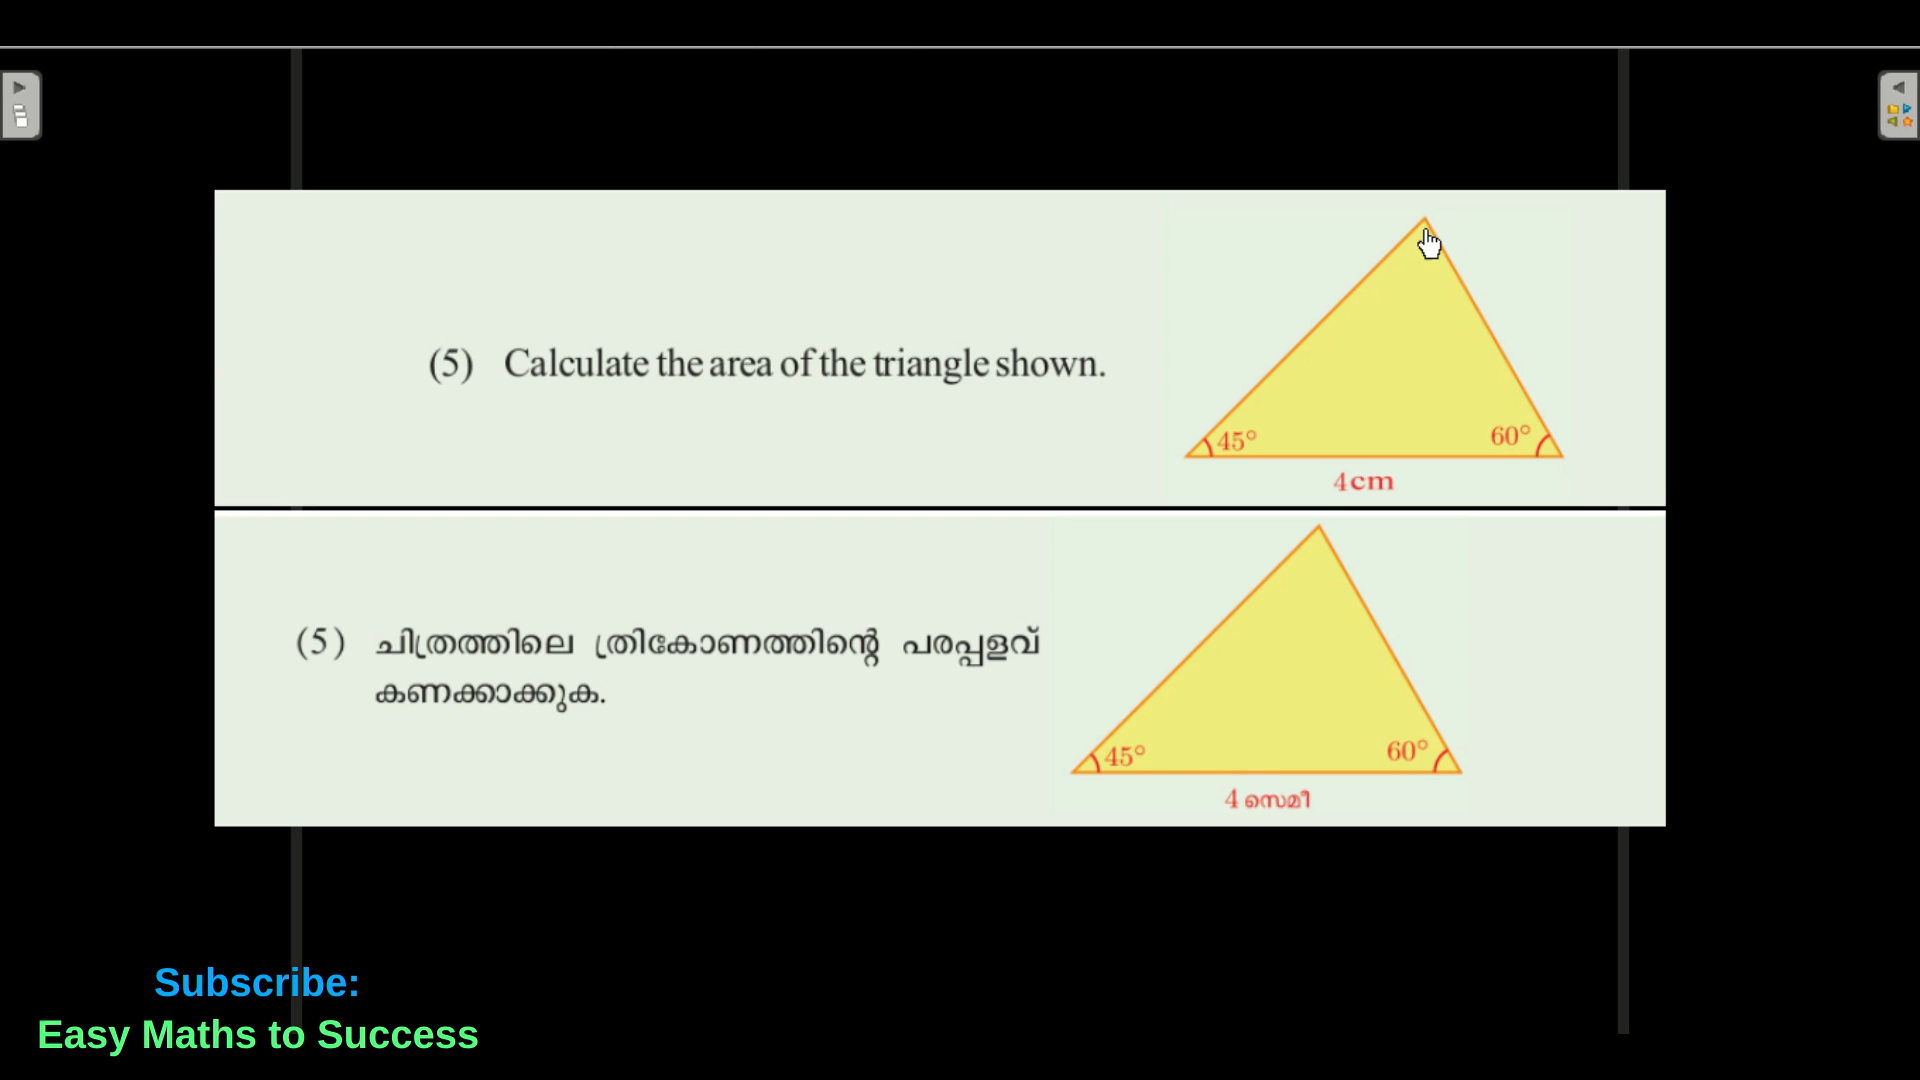 (5) Calculate the area of the triangle shown.
45°
60°
4cm
(5) ചിത്രത്തിലെ ത്രികോണത്തിന്റെ പരപ്പളവ്
കണക്കാക്കുക.
45°
60°
4 സെമീ
Subscribe:
Easy Maths to Success